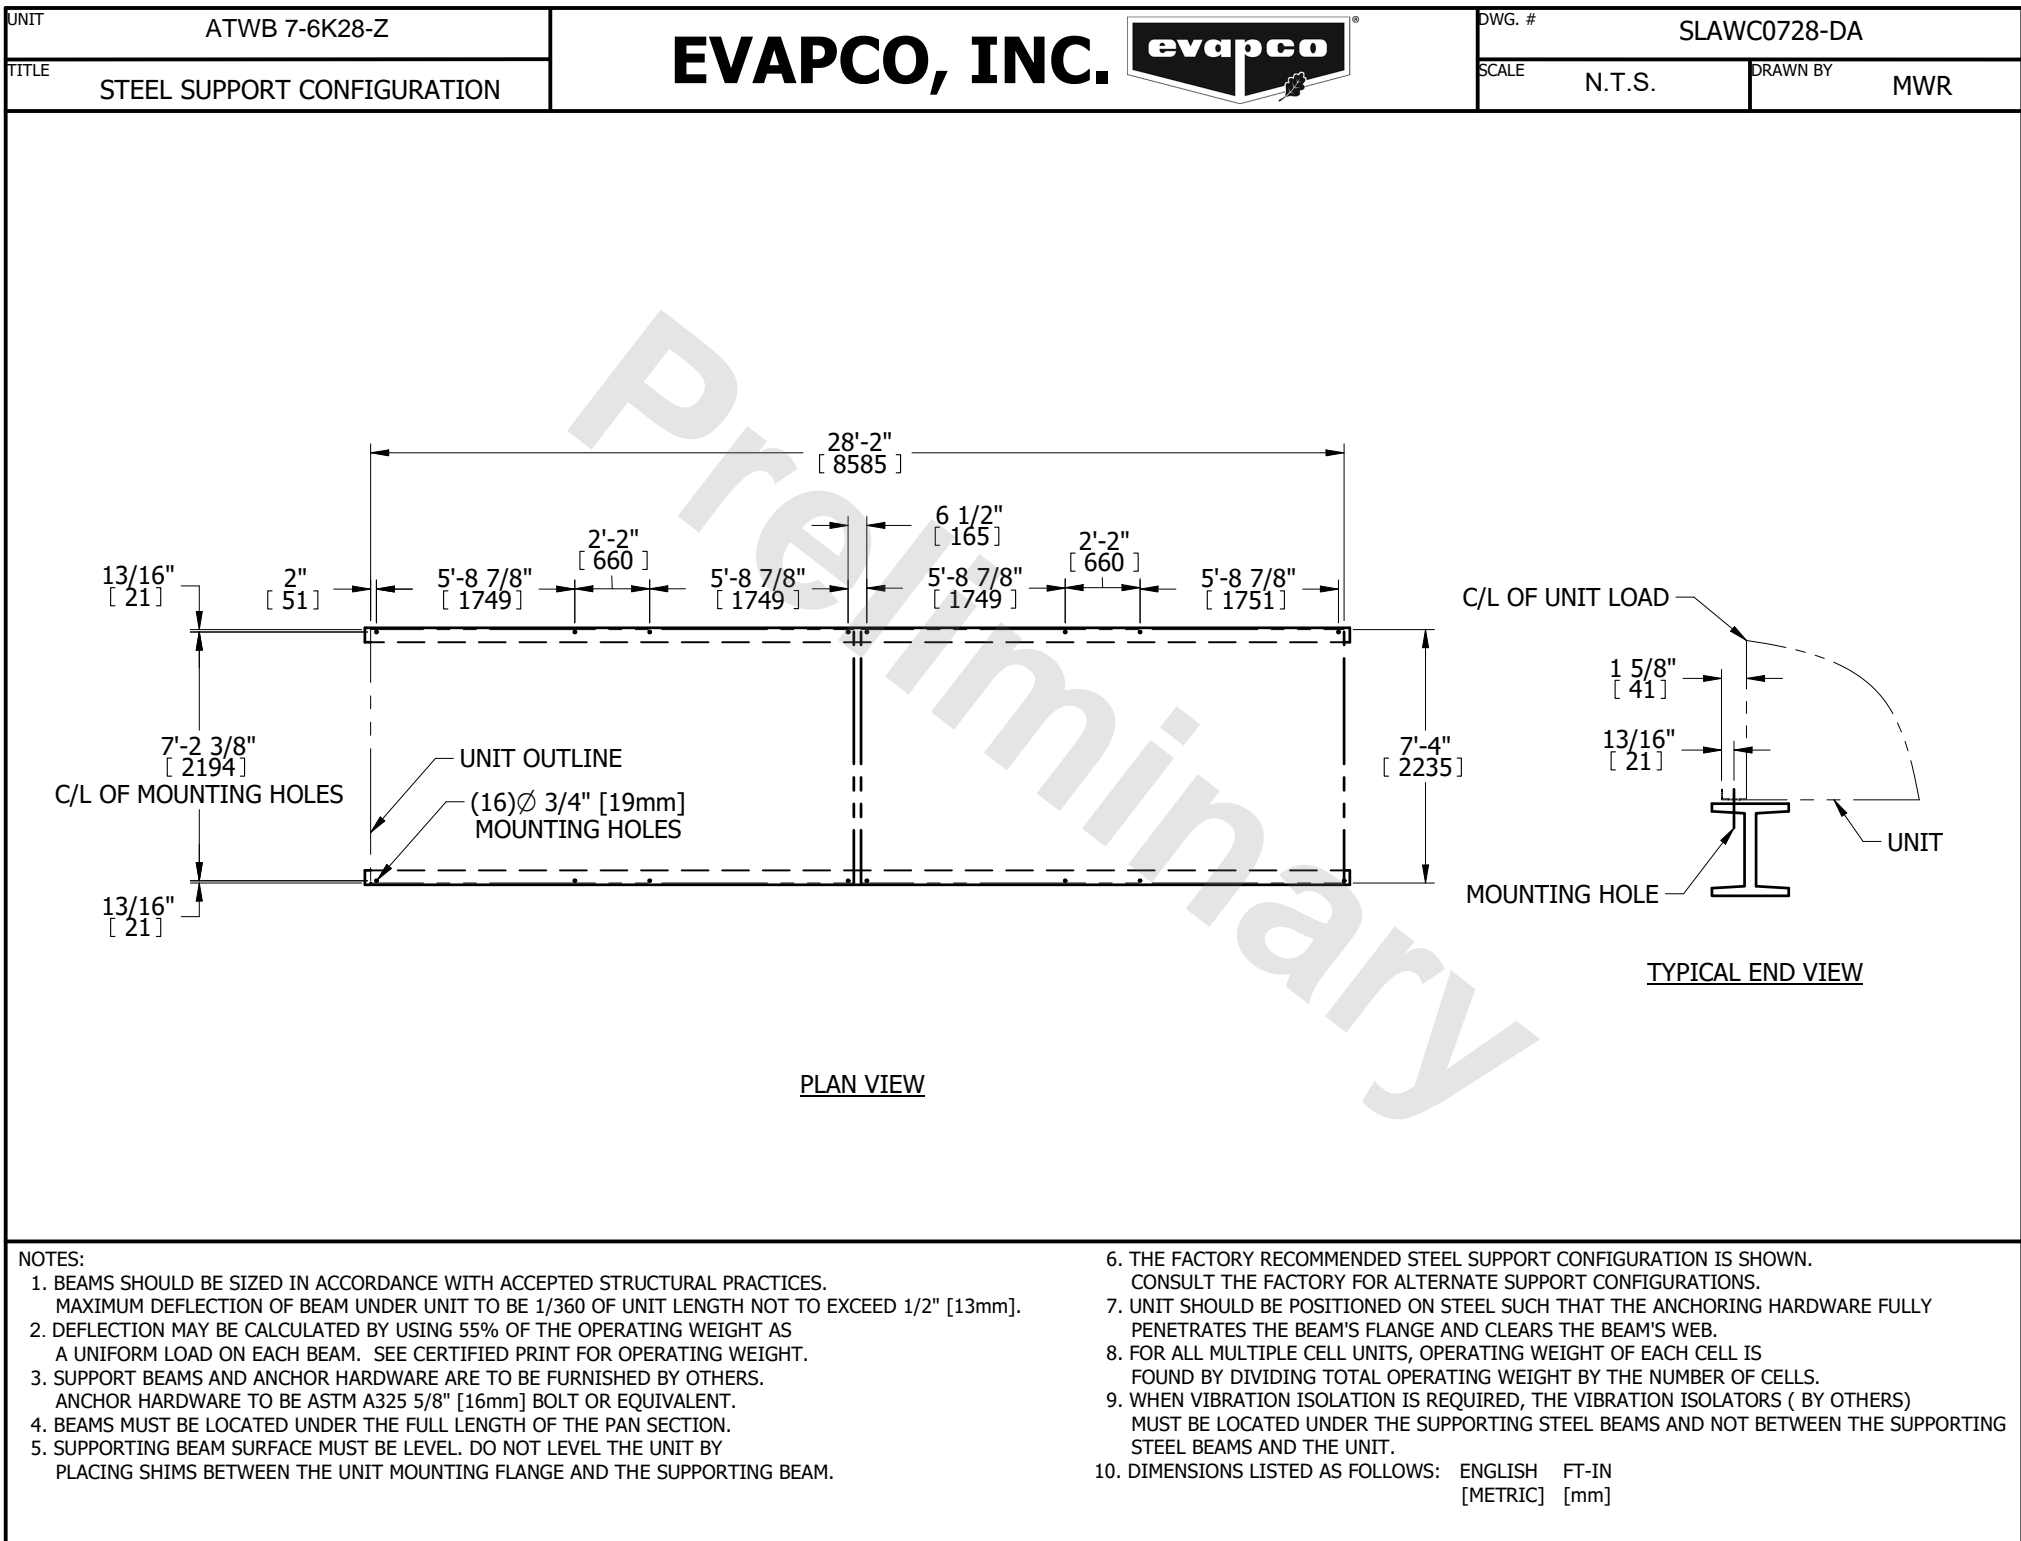 UNIT
ATWB 7-6K28-Z
TITLE
STEEL SUPPORT CONFIGURATION
EVAPCO, INC.
evapco
®
DWG. #
SLAWC0728-DA
SCALE
N.T.S.
DRAWN BY
MWR
Preliminary
28'-2"
[ 8585 ]
6 1/2"
[ 165]
2'-2"
[ 660 ]
2'-2"
[ 660 ]
13/16"
[ 21]
2"
[ 51]
5'-8 7/8"
[ 1749]
5'-8 7/8"
[ 1749 ]
5'-8 7/8"
[ 1749 ]
5'-8 7/8"
[ 1751]
7'-2 3/8"
[ 2194]
C/L OF MOUNTING HOLES
UNIT OUTLINE
(16)Ø 3/4" [19mm]
MOUNTING HOLES
7'-4"
[ 2235]
13/16"
[ 21]
C/L OF UNIT LOAD
1 5/8"
[ 41]
13/16"
[ 21]
UNIT
MOUNTING HOLE
TYPICAL END VIEW
PLAN VIEW
NOTES:
1. BEAMS SHOULD BE SIZED IN ACCORDANCE WITH ACCEPTED STRUCTURAL PRACTICES.
MAXIMUM DEFLECTION OF BEAM UNDER UNIT TO BE 1/360 OF UNIT LENGTH NOT TO EXCEED 1/2" [13mm].
2. DEFLECTION MAY BE CALCULATED BY USING 55% OF THE OPERATING WEIGHT AS
A UNIFORM LOAD ON EACH BEAM. SEE CERTIFIED PRINT FOR OPERATING WEIGHT.
3. SUPPORT BEAMS AND ANCHOR HARDWARE ARE TO BE FURNISHED BY OTHERS.
ANCHOR HARDWARE TO BE ASTM A325 5/8" [16mm] BOLT OR EQUIVALENT.
4. BEAMS MUST BE LOCATED UNDER THE FULL LENGTH OF THE PAN SECTION.
5. SUPPORTING BEAM SURFACE MUST BE LEVEL. DO NOT LEVEL THE UNIT BY
PLACING SHIMS BETWEEN THE UNIT MOUNTING FLANGE AND THE SUPPORTING BEAM.
6. THE FACTORY RECOMMENDED STEEL SUPPORT CONFIGURATION IS SHOWN.
CONSULT THE FACTORY FOR ALTERNATE SUPPORT CONFIGURATIONS.
7. UNIT SHOULD BE POSITIONED ON STEEL SUCH THAT THE ANCHORING HARDWARE FULLY
PENETRATES THE BEAM'S FLANGE AND CLEARS THE BEAM'S WEB.
8. FOR ALL MULTIPLE CELL UNITS, OPERATING WEIGHT OF EACH CELL IS
FOUND BY DIVIDING TOTAL OPERATING WEIGHT BY THE NUMBER OF CELLS.
9. WHEN VIBRATION ISOLATION IS REQUIRED, THE VIBRATION ISOLATORS ( BY OTHERS)
MUST BE LOCATED UNDER THE SUPPORTING STEEL BEAMS AND NOT BETWEEN THE SUPPORTING
STEEL BEAMS AND THE UNIT.
10. DIMENSIONS LISTED AS FOLLOWS: ENGLISH FT-IN
[METRIC] [mm]